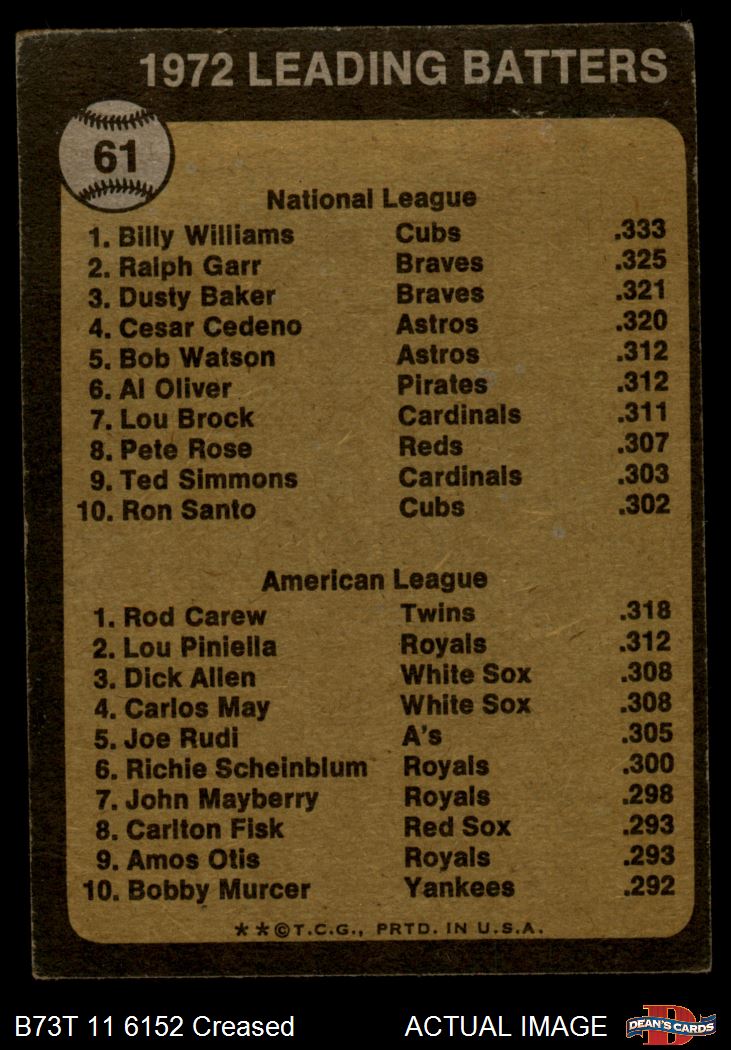 1972 LEADING BATTERS
61
National League
1. Billy Williams Cubs .333
2. Ralph Garr Braves .325
3. Dusty Baker Braves .321
4. Cesar Cedeno Astros .320
5. Bob Watson Astros .312
6. Al Oliver Pirates .312
7. Lou Brock Cardinals .311
8. Pete Rose Reds .307
9. Ted Simmons Cardinals .303
10. Ron Santo Cubs .302
American League
1. Rod Carew Twins .318
2. Lou Piniella Royals .312
3. Dick Allen White Sox .308
4. Carlos May White Sox .308
5. Joe Rudi A's .305
6. Richie Scheinblum Royals .300
7. John Mayberry Royals .298
8. Carlton Fisk Red Sox .293
9. Amos Otis Royals .293
10. Bobby Murcer Yankees .292
**©T.C.G., PRTD. IN U.S.A.
B73T 11 6152 Creased ACTUAL IMAGE D DEAN'S CARDS